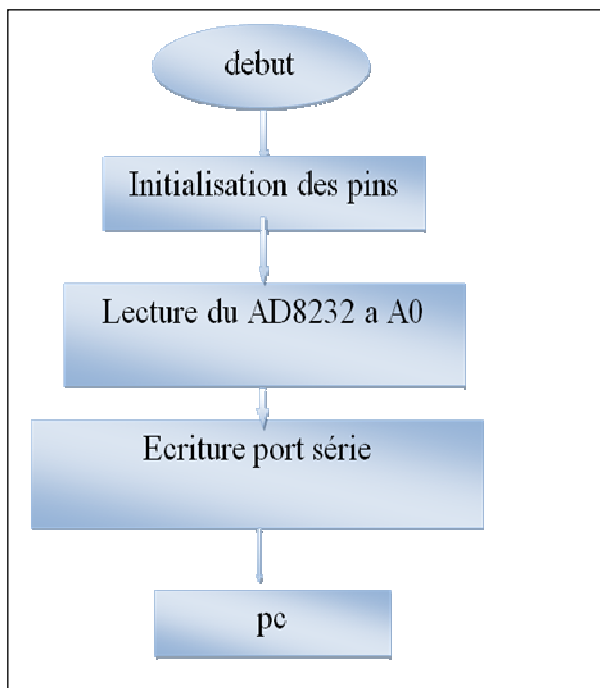 debut
Initialisation des pins
Lecture du AD8232 a A0
Ecriture port série
pc